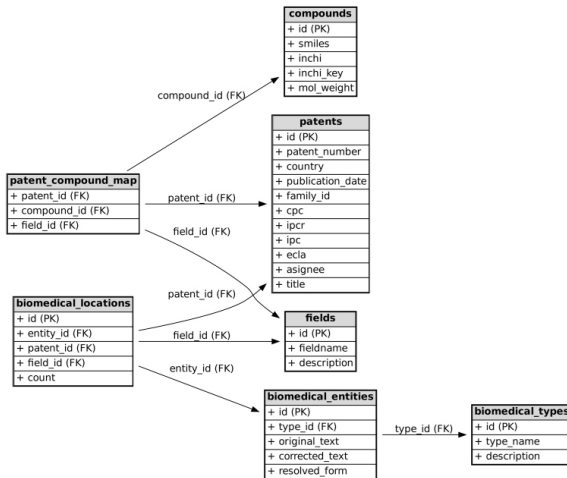 compounds
+ id (PK)
+ smiles
+ inchi
+ inchi_key
+ mol_weight
compound_id (FK)
patents
+ id (PK)
+ patent_number
+ country
+ publication_date
+ family_id
+ cpc
+ ipcr
+ ipc
+ ecla
+ asignee
+ title
patent_compound_map
+ patent_id (FK)
+ compound_id (FK)
+ field_id (FK)
patent_id (FK)
field_id (FK)
biomedical_locations
+ id (PK)
+ entity_id (FK)
+ patent_id (FK)
+ field_id (FK)
+ count
patent_id (FK)
field_id (FK)
entity_id (FK)
fields
+ id (PK)
+ fieldname
+ description
biomedical_entities
+ id (PK)
+ type_id (FK)
+ original_text
+ corrected_text
+ resolved_form
type_id (FK)
biomedical_types
+ id (PK)
+ type_name
+ description